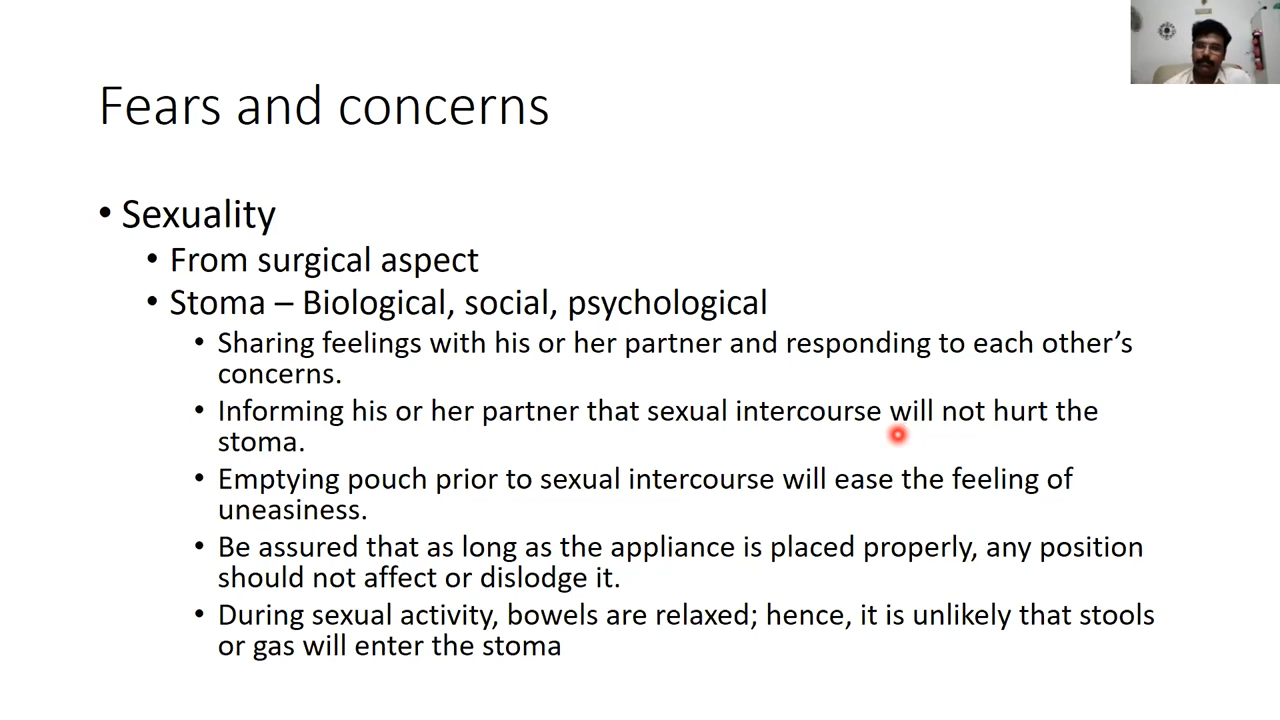 Fears and concerns
• Sexuality
• From surgical aspect
• Stoma – Biological, social, psychological
• Sharing feelings with his or her partner and responding to each other’s
concerns.
• Informing his or her partner that sexual intercourse will not hurt the
stoma.
• Emptying pouch prior to sexual intercourse will ease the feeling of
uneasiness.
• Be assured that as long as the appliance is placed properly, any position
should not affect or dislodge it.
• During sexual activity, bowels are relaxed; hence, it is unlikely that stools
or gas will enter the stoma